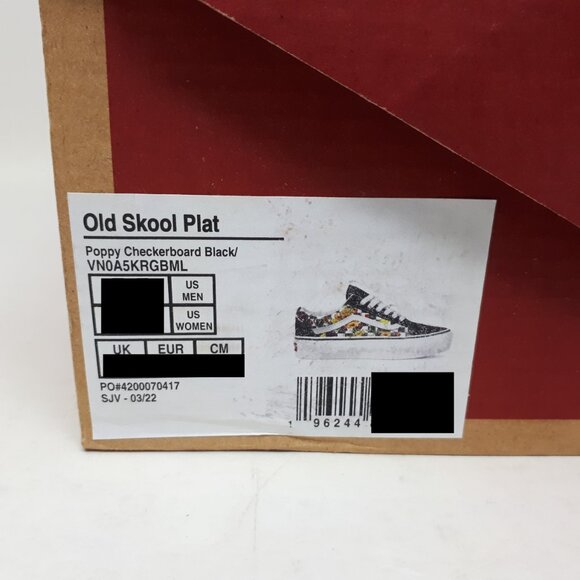 Old Skool Plat
Poppy Checkerboard Black/
VN0A5KRGBML
US
MEN
US
WOMEN
UK EUR CM
PO#4200070417
SJV - 03/22
1 96244